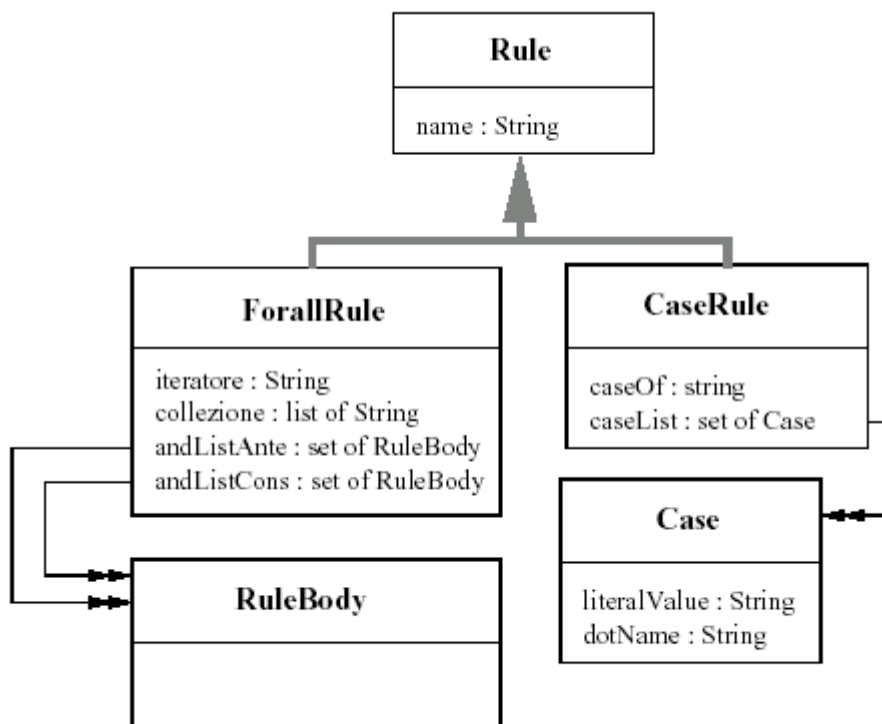 Rule
name : String
ForallRule
iteratore : String
collezione : list of String
andListAnte : set of RuleBody
andListCons : set of RuleBody
CaseRule
caseOf : string
caseList : set of Case
Case
literalValue : String
dotName : String
RuleBody